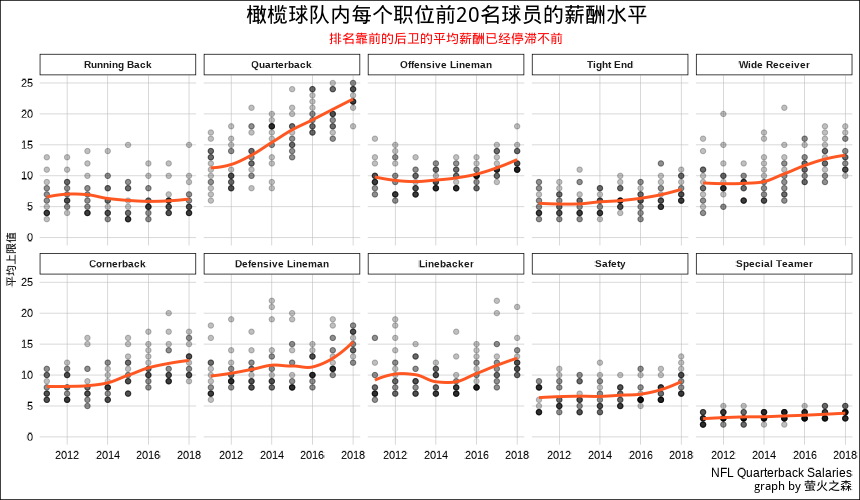 橄榄球队内每个职位前20名球员的薪酬水平
排名靠前的后卫的平均薪酬已经停滞不前
Running Back
Quarterback
Offensive Lineman
Tight End
Wide Receiver
25
20
15
10
5
0
平均上限值
Cornerback
Defensive Lineman
Linebacker
Safety
Special Teamer
25
20
15
10
5
0
2012 2014 2016 2018
2012 2014 2016 2018
2012 2014 2016 2018
2012 2014 2016 2018
2012 2014 2016 2018
NFL Quarterback Salaries
graph by 萤火之森